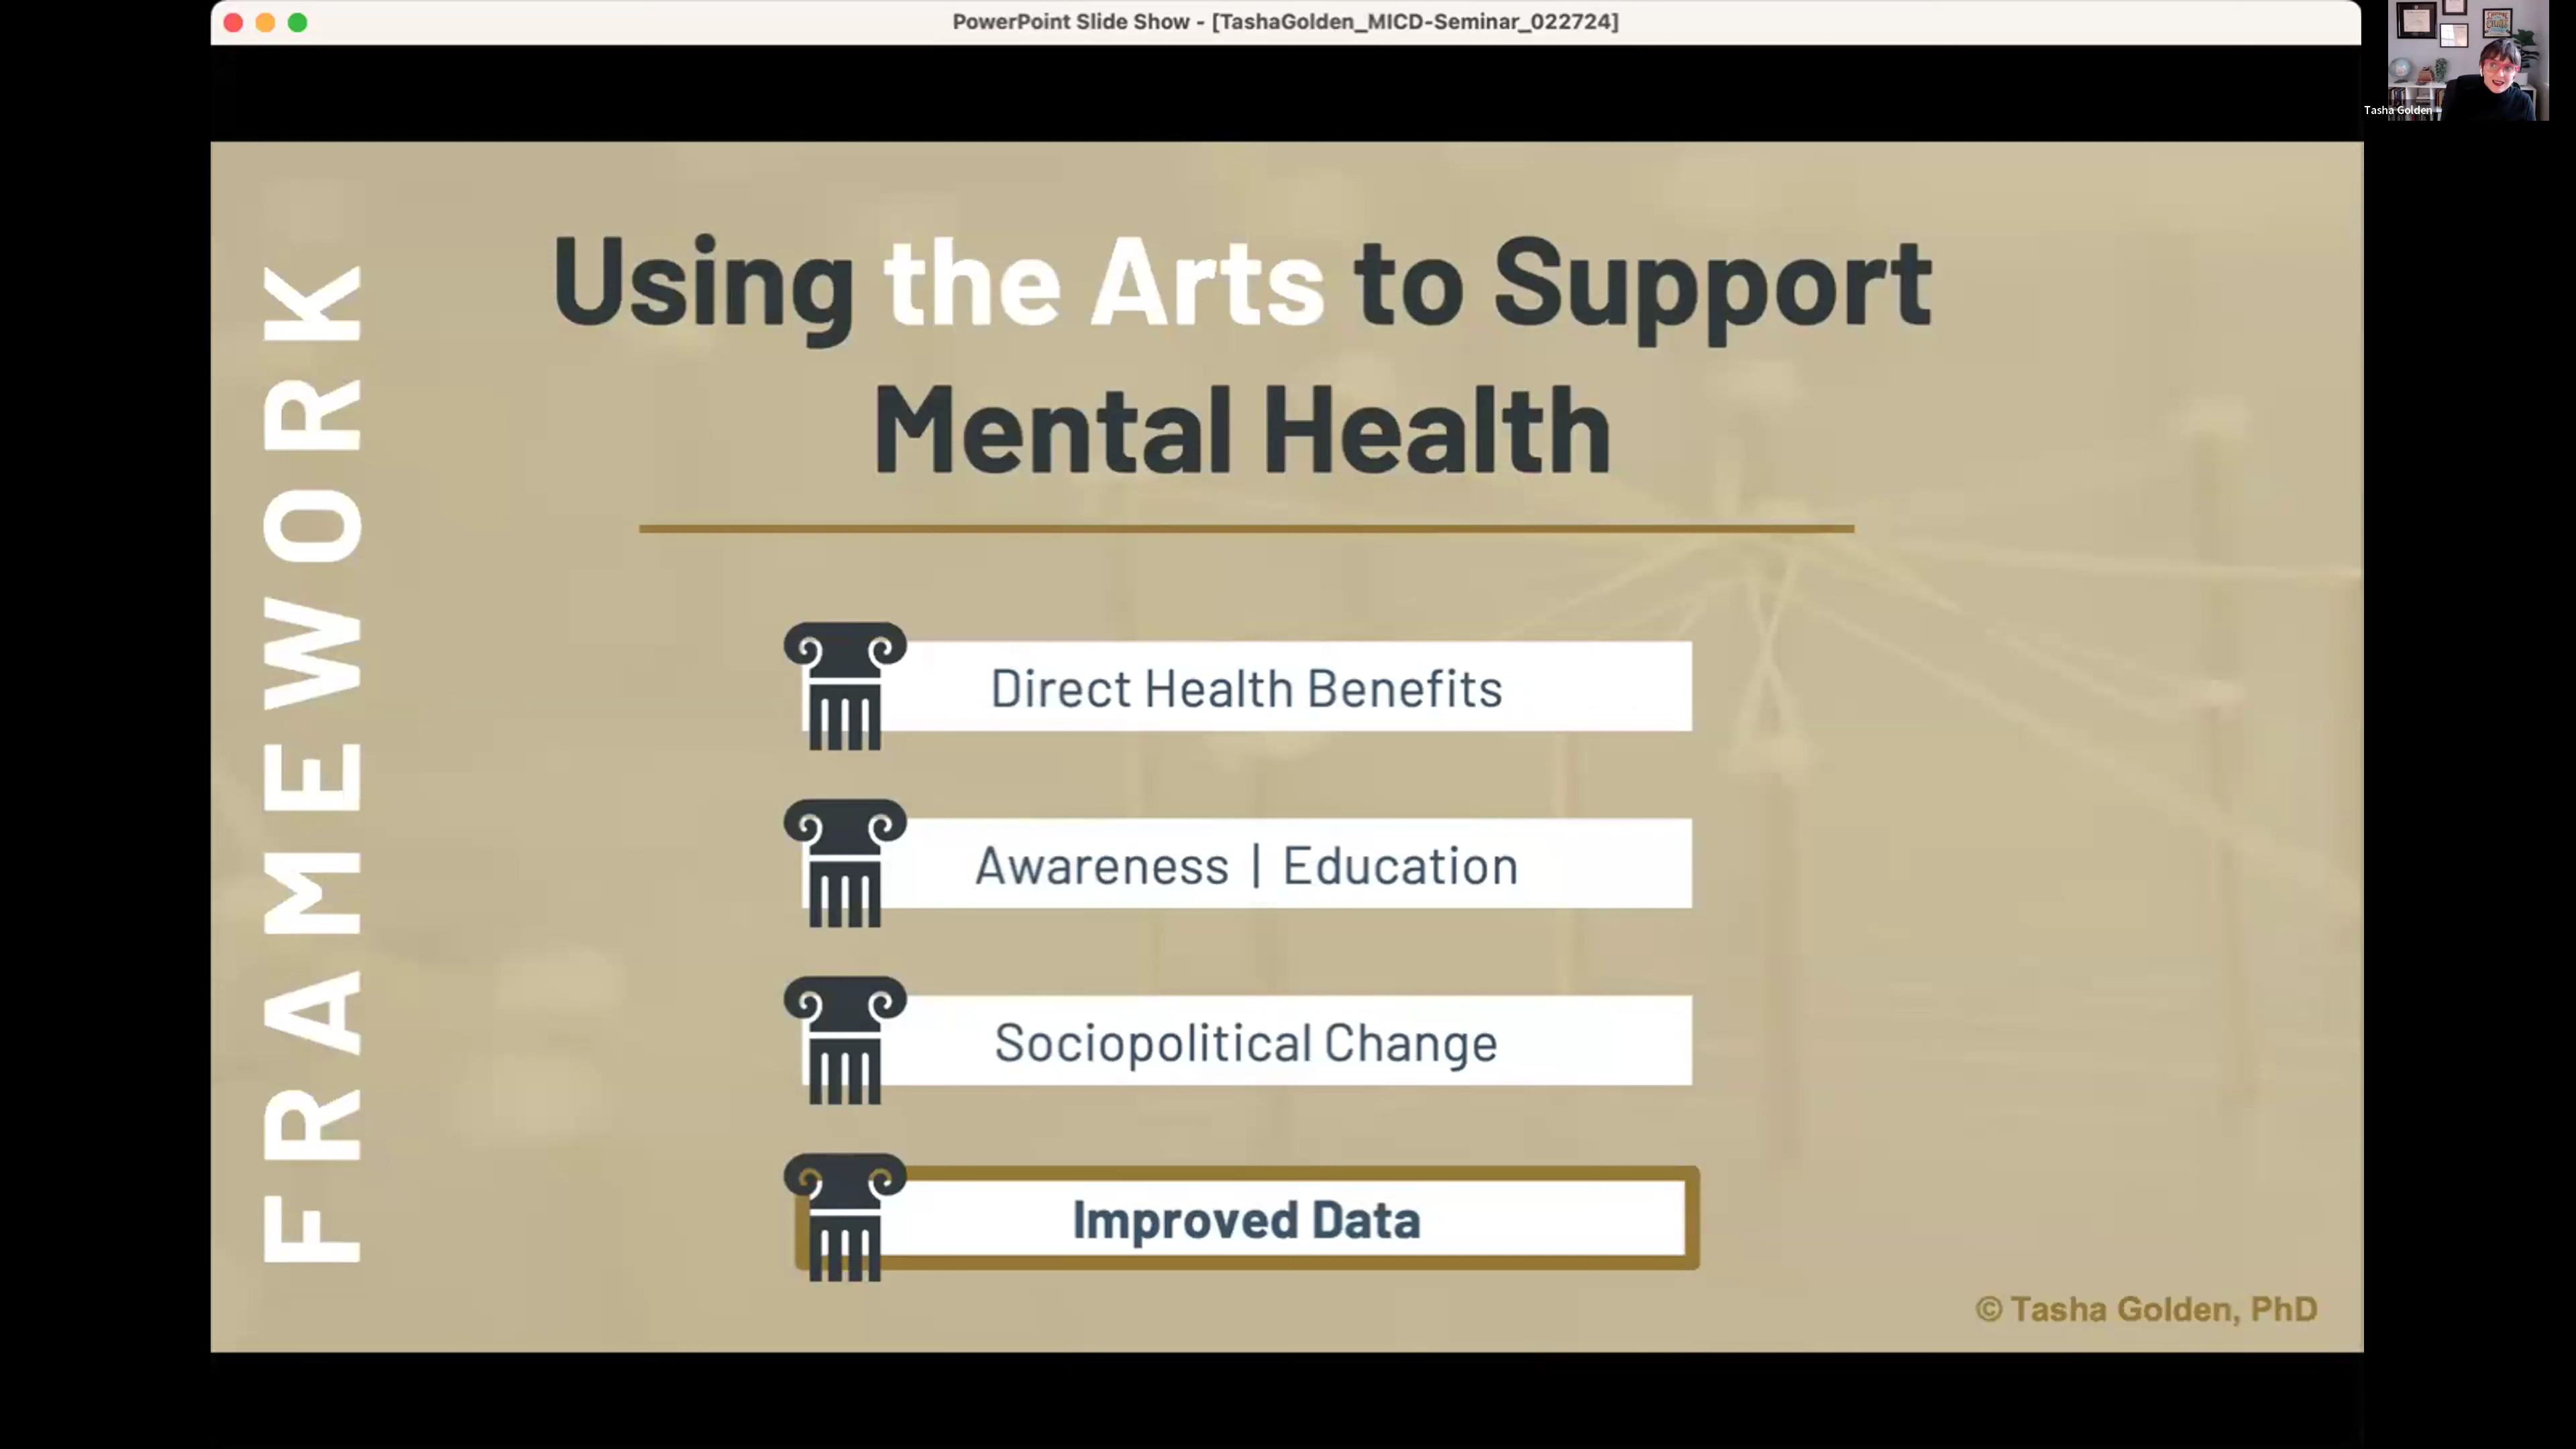 PowerPoint Slide Show - [TashaGolden_MICD-Seminar_022724]
Tasha Golden
FRAMEWORK
Using the Arts to Support
Mental Health
Direct Health Benefits
Awareness | Education
Sociopolitical Change
Improved Data
© Tasha Golden, PhD